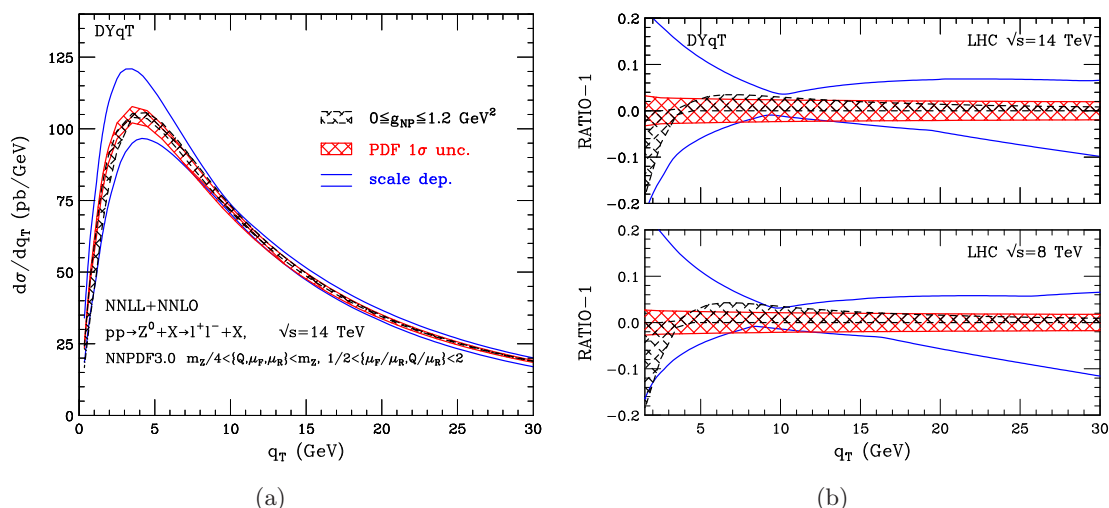 DYqT
dσ/dq_T (pb/GeV)
125
100
75
50
25
0
0≤g_NP≤1.2 GeV²
PDF 1σ unc.
scale dep.
NNLL+NNLO
pp→Z⁰+X→l⁺l⁻+X, √s=14 TeV
NNPDF3.0 m_Z/4<{Q,μ_F,μ_R}<m_Z, 1/2<{μ_F/μ_R,Q/μ_R}<2
0 5 10 15 20 25 30
q_T (GeV)
(a)
DYqT LHC √s=14 TeV
RATIO−1
0.2
0.1
0.0
−0.1
−0.2
LHC √s=8 TeV
RATIO−1
0.2
0.1
0.0
−0.1
−0.2
5 10 15 20 25 30
q_T (GeV)
(b)